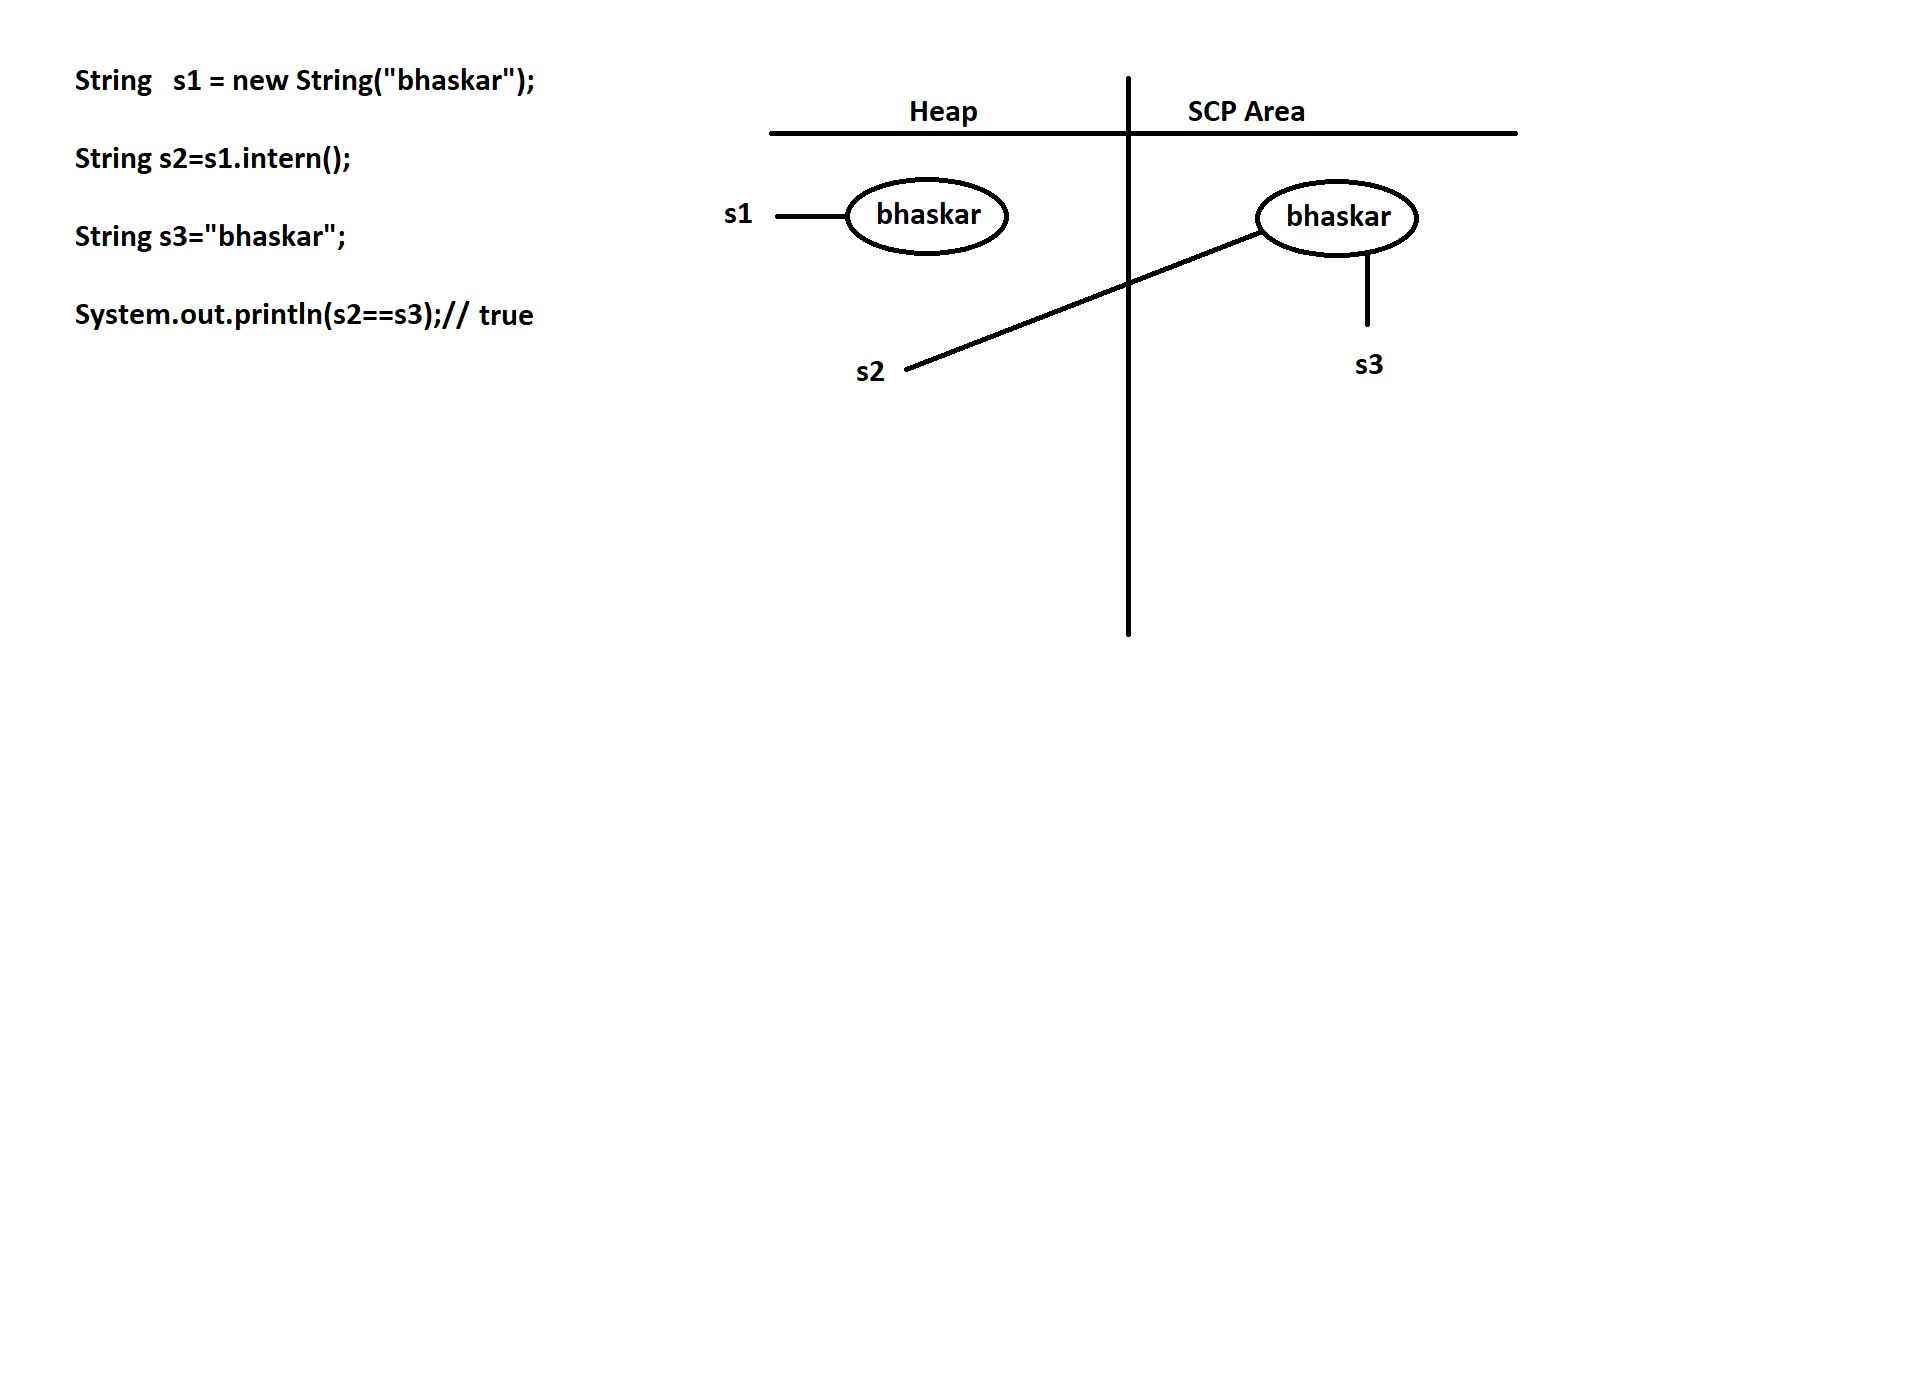 String   s1 = new String("bhaskar");
String s2=s1.intern();
String s3="bhaskar";
System.out.println(s2==s3);// true
Heap
SCP Area
s1
bhaskar
bhaskar
s2
s3